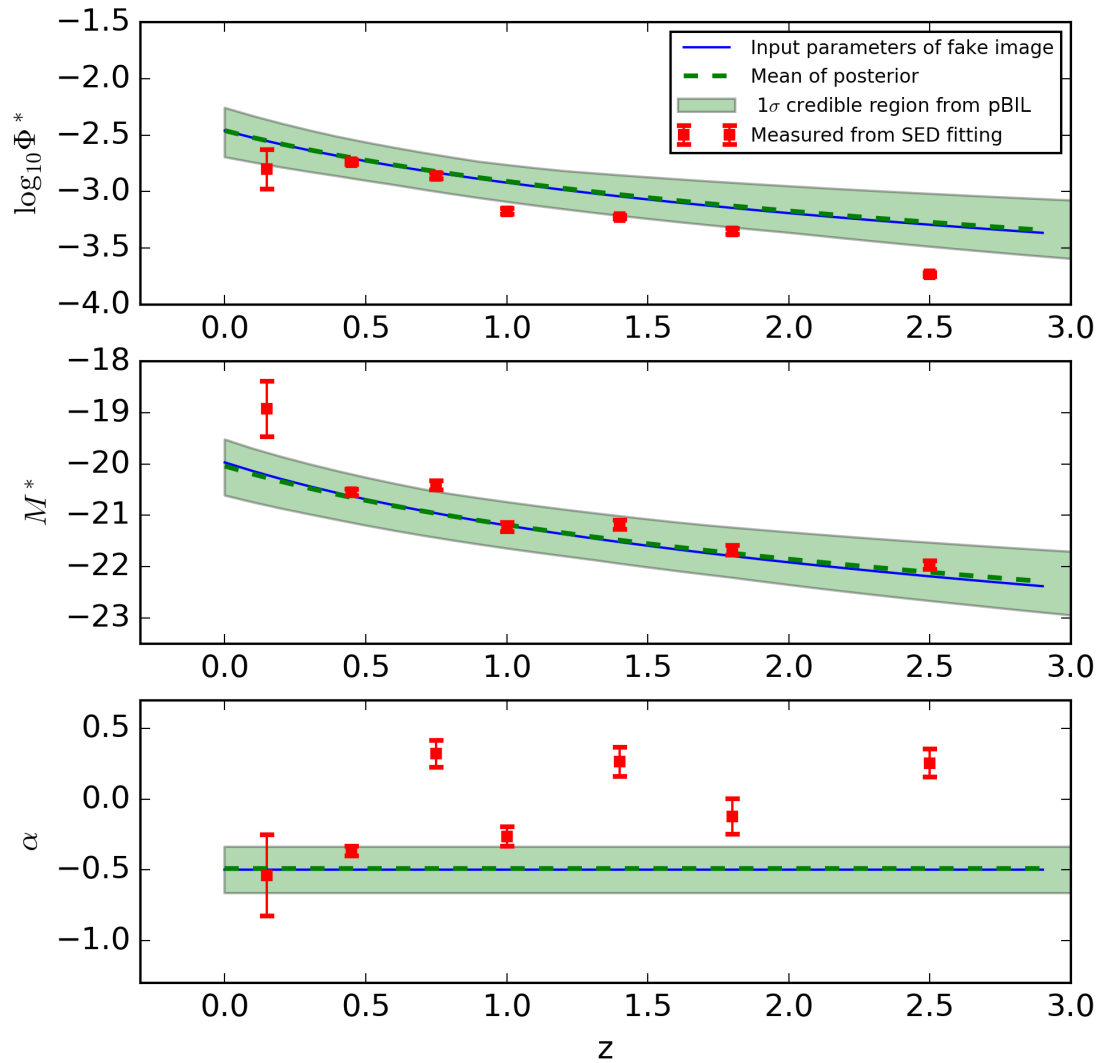 −1.5
−2.0
−2.5
−3.0
−3.5
−4.0
log₁₀Φ*
Input parameters of fake image
Mean of posterior
1σ credible region from pBIL
Measured from SED fitting
0.0 0.5 1.0 1.5 2.0 2.5 3.0
−18
−19
−20
−21
−22
−23
M*
0.0 0.5 1.0 1.5 2.0 2.5 3.0
0.5
0.0
−0.5
−1.0
α
0.0 0.5 1.0 1.5 2.0 2.5 3.0
z